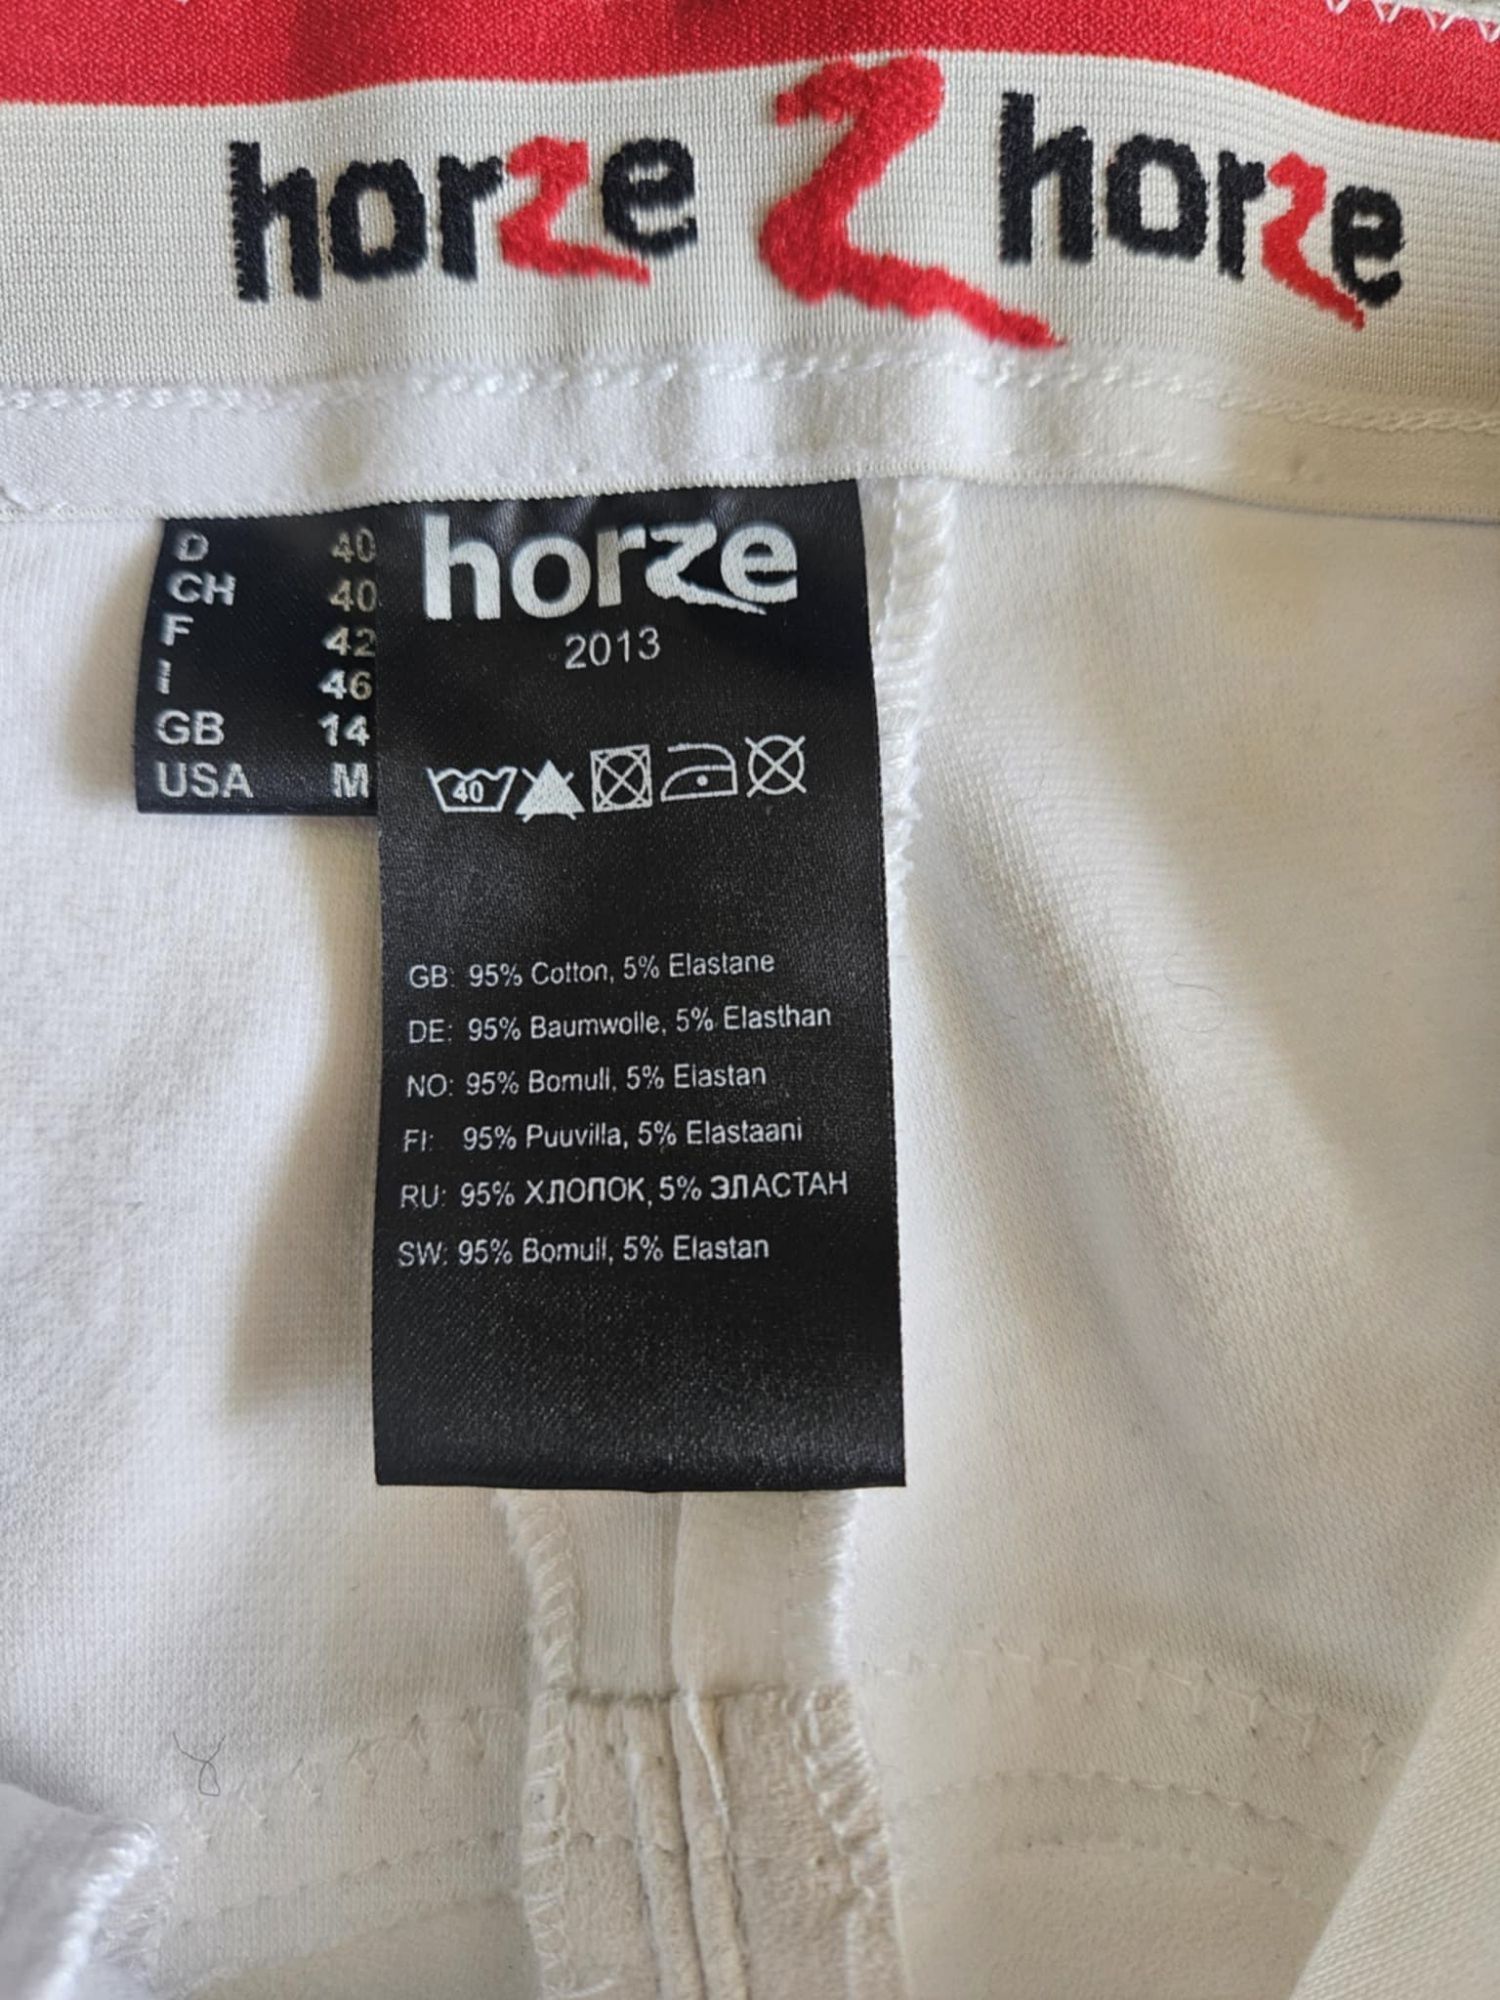 horze Z horze
D 40
CH 40
F 42
I 46
GB 14
USA M
horze
2013
40
GB: 95% Cotton, 5% Elastane
DE: 95% Baumwolle, 5% Elasthan
NO: 95% Bomull, 5% Elastan
FI: 95% Puuvilla, 5% Elastaani
RU: 95% ХЛОПОК, 5% ЭЛАСТАН
SW: 95% Bomull, 5% Elastan